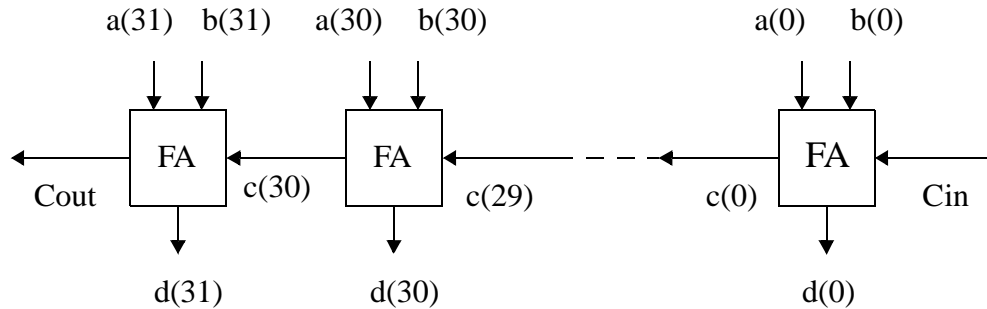 a(31) b(31) a(30) b(30) a(0) b(0)
FA FA FA
Cout c(30) c(29) c(0) Cin
d(31) d(30) d(0)